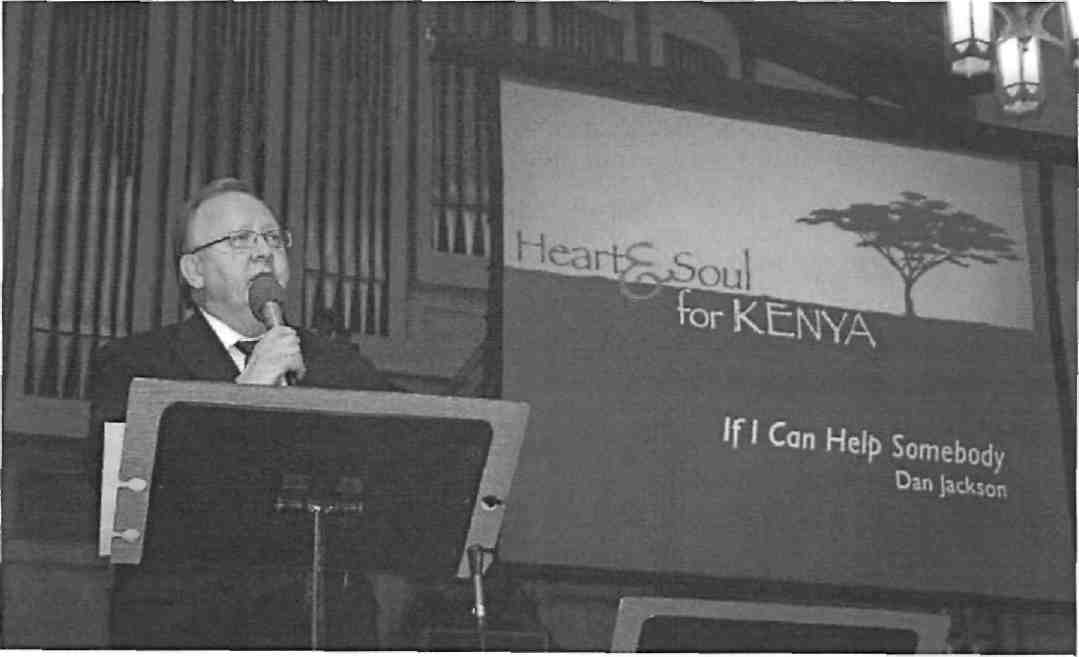 Heart & Soul
for KENYA
If I Can Help Somebody
Dan Jackson